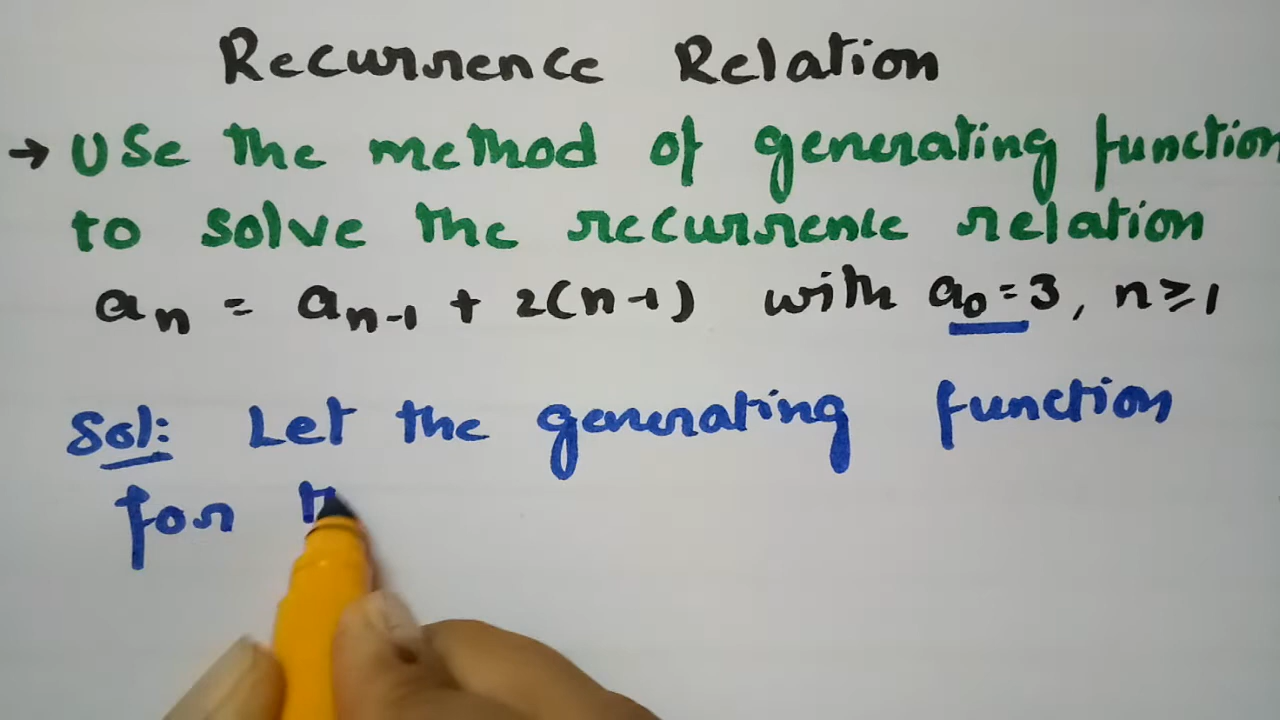 Recurrence Relation
→ Use the method of generating function
to solve the recurrence relation
aₙ = aₙ₋₁ + 2(n-1) with a₀ = 3, n ≥ 1
Sol: Let the generating function
for